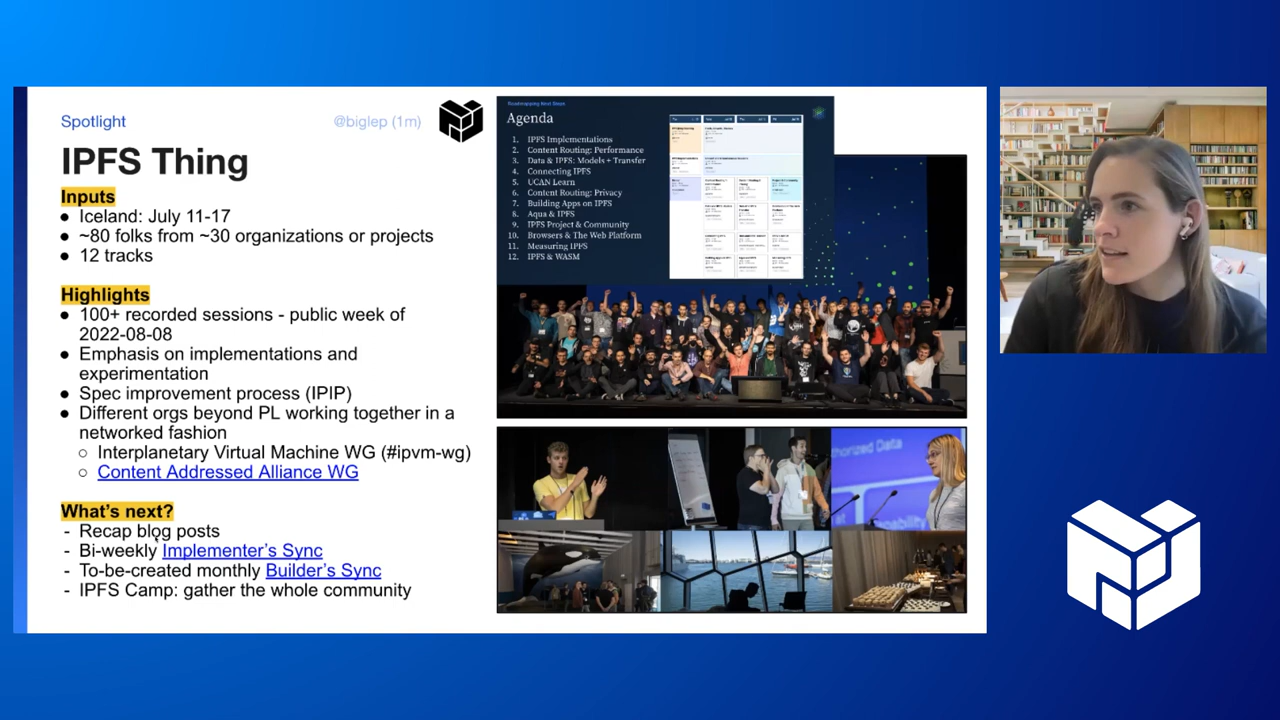 Spotlight
@biglep (1m)
IPFS Thing
Inputs
● Iceland: July 11-17
● ~80 folks from ~30 organizations or projects
● 12 tracks
Highlights
● 100+ recorded sessions - public week of
2022-08-08
● Emphasis on implementations and
experimentation
● Spec improvement process (IPIP)
● Different orgs beyond PL working together in a
networked fashion
○ Interplanetary Virtual Machine WG (#ipvm-wg)
○ Content Addressed Alliance WG
What's next?
- Recap blog posts
- Bi-weekly Implementer's Sync
- To-be-created monthly Builder's Sync
- IPFS Camp: gather the whole community
Roadmapping Next Steps
Agenda
1. IPFS Implementations
2. Content Routing: Performance
3. Data & IPFS: Models + Transfer
4. Connecting IPFS
5. UCAN Learn
6. Content Routing: Privacy
7. Building Apps on IPFS
8. Aqua & IPFS
9. IPFS Project & Community
10. Browsers & The Web Platform
11. Measuring IPFS
12. IPFS & WASM